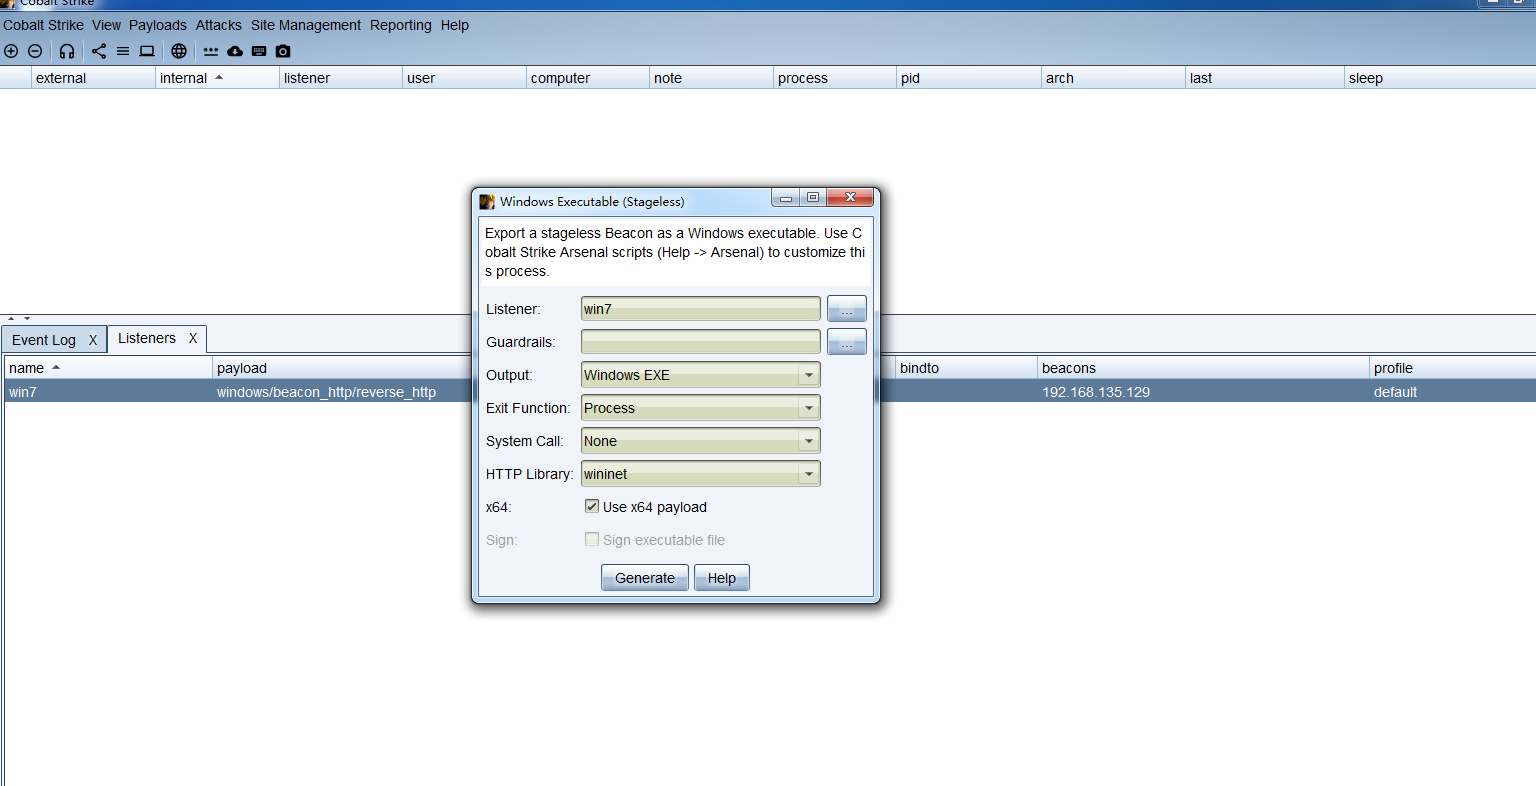 Cobalt Strike
Cobalt Strike View Payloads Attacks Site Management Reporting Help
external internal listener user computer note process pid arch last sleep
Windows Executable (Stageless)
Export a stageless Beacon as a Windows executable. Use C
obalt Strike Arsenal scripts (Help -> Arsenal) to customize thi
s process.
Listener: win7 ...
Guardrails: ...
Output: Windows EXE
Exit Function: Process
System Call: None
HTTP Library: wininet
x64: Use x64 payload
Sign: Sign executable file
Generate Help
Event Log X Listeners X
name payload bindto beacons profile
win7 windows/beacon_http/reverse_http 192.168.135.129 default